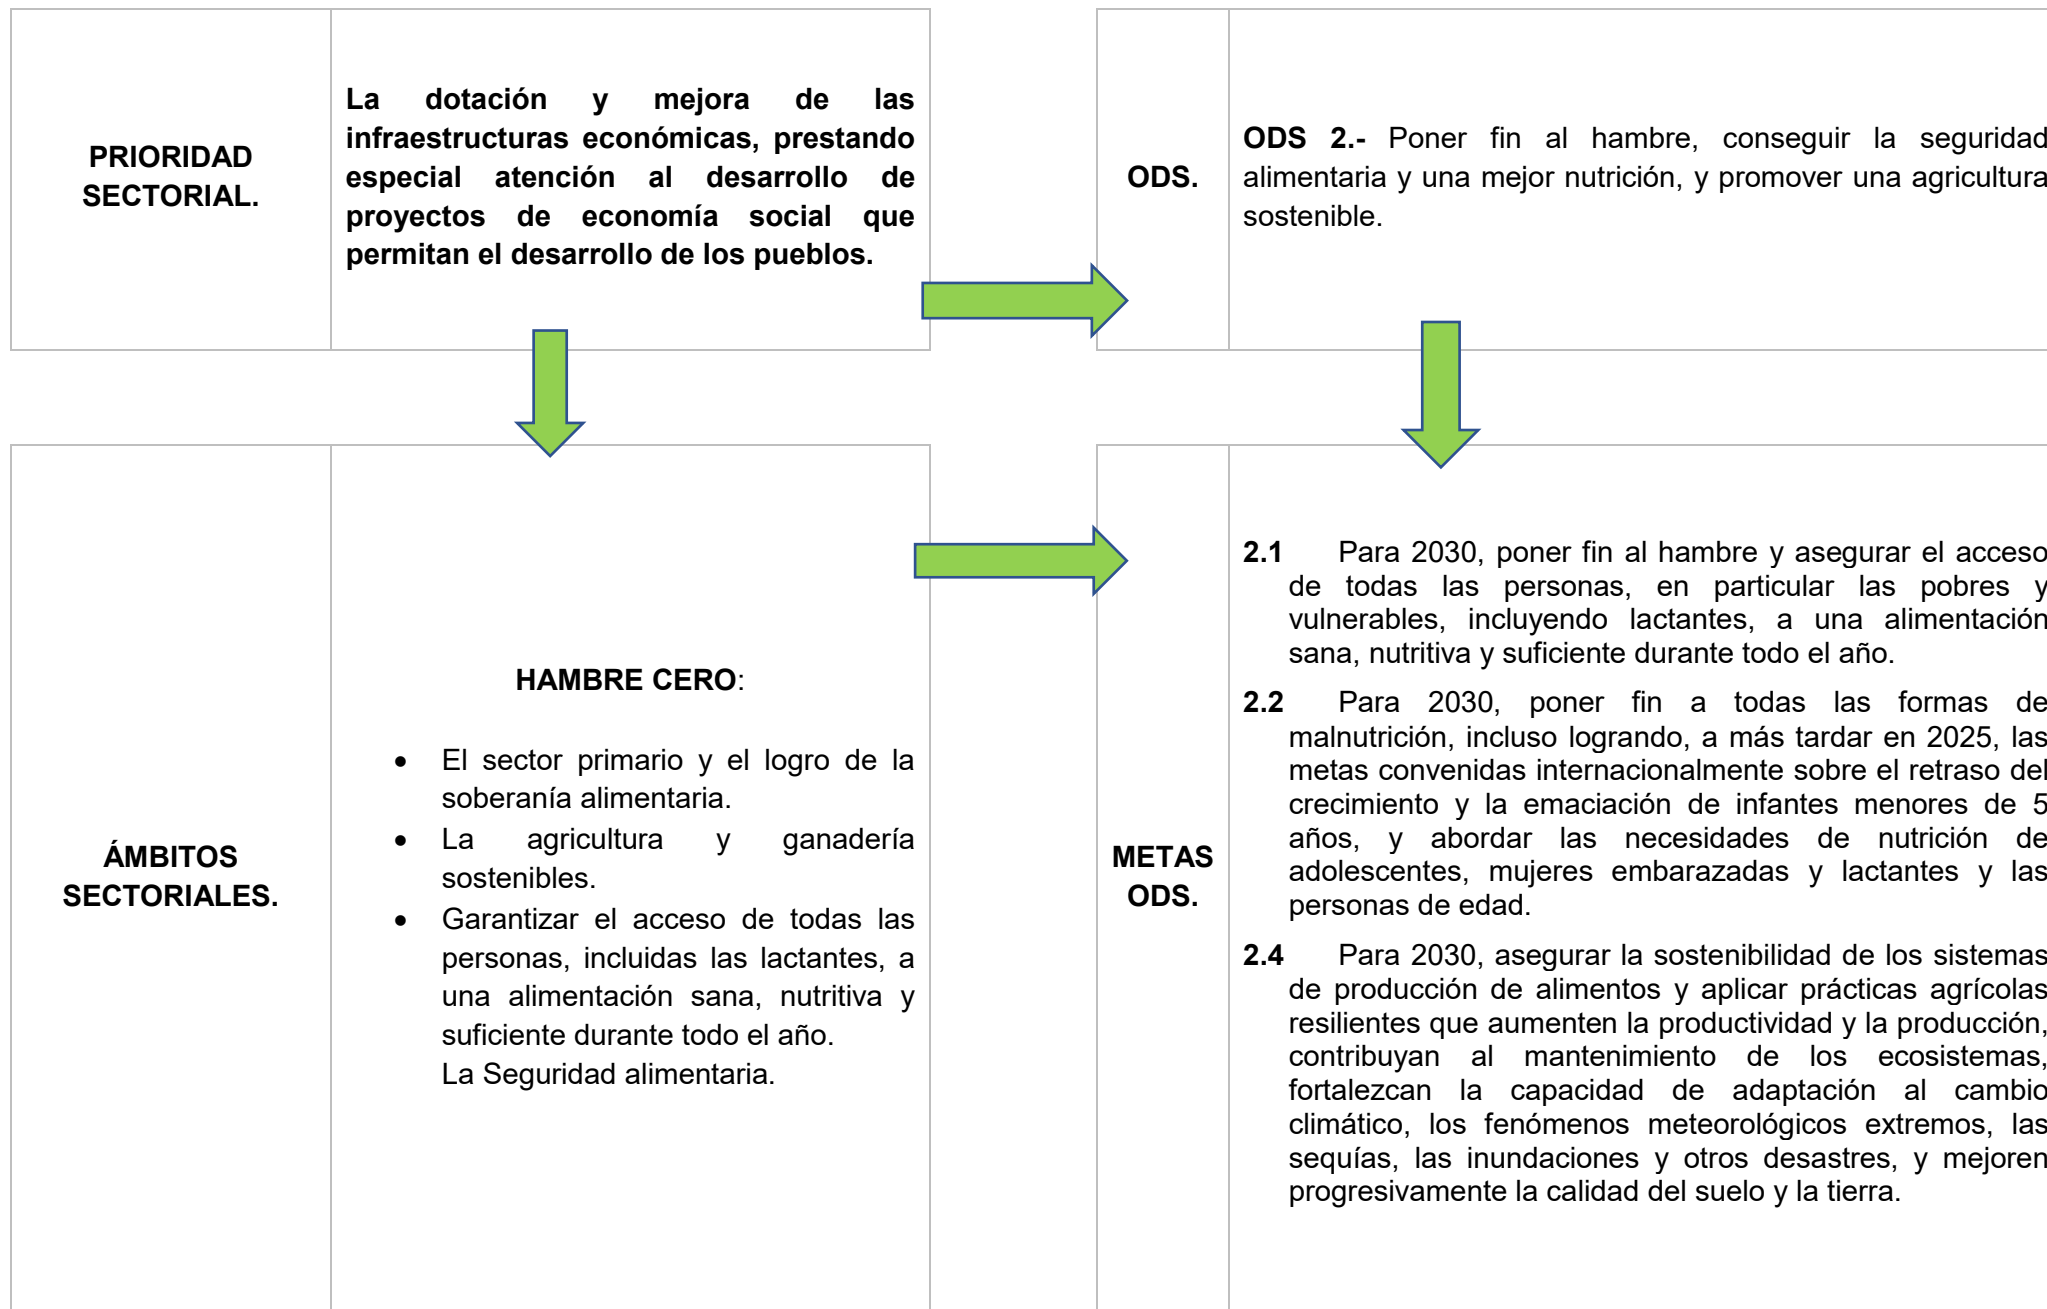 PRIORIDAD
SECTORIAL.
La dotación y mejora de las
infraestructuras económicas, prestando
especial atención al desarrollo de
proyectos de economía social que
permitan el desarrollo de los pueblos.
ODS.
ODS 2.- Poner fin al hambre, conseguir la seguridad
alimentaria y una mejor nutrición, y promover una agricultura
sostenible.
ÁMBITOS
SECTORIALES.
HAMBRE CERO:
• El sector primario y el logro de la
soberanía alimentaria.
• La agricultura y ganadería
sostenibles.
• Garantizar el acceso de todas las
personas, incluidas las lactantes, a
una alimentación sana, nutritiva y
suficiente durante todo el año.
La Seguridad alimentaria.
METAS
ODS.
2.1 Para 2030, poner fin al hambre y asegurar el acceso
de todas las personas, en particular las pobres y
vulnerables, incluyendo lactantes, a una alimentación
sana, nutritiva y suficiente durante todo el año.
2.2 Para 2030, poner fin a todas las formas de
malnutrición, incluso logrando, a más tardar en 2025, las
metas convenidas internacionalmente sobre el retraso del
crecimiento y la emaciación de infantes menores de 5
años, y abordar las necesidades de nutrición de
adolescentes, mujeres embarazadas y lactantes y las
personas de edad.
2.4 Para 2030, asegurar la sostenibilidad de los sistemas
de producción de alimentos y aplicar prácticas agrícolas
resilientes que aumenten la productividad y la producción,
contribuyan al mantenimiento de los ecosistemas,
fortalezcan la capacidad de adaptación al cambio
climático, los fenómenos meteorológicos extremos, las
sequías, las inundaciones y otros desastres, y mejoren
progresivamente la calidad del suelo y la tierra.